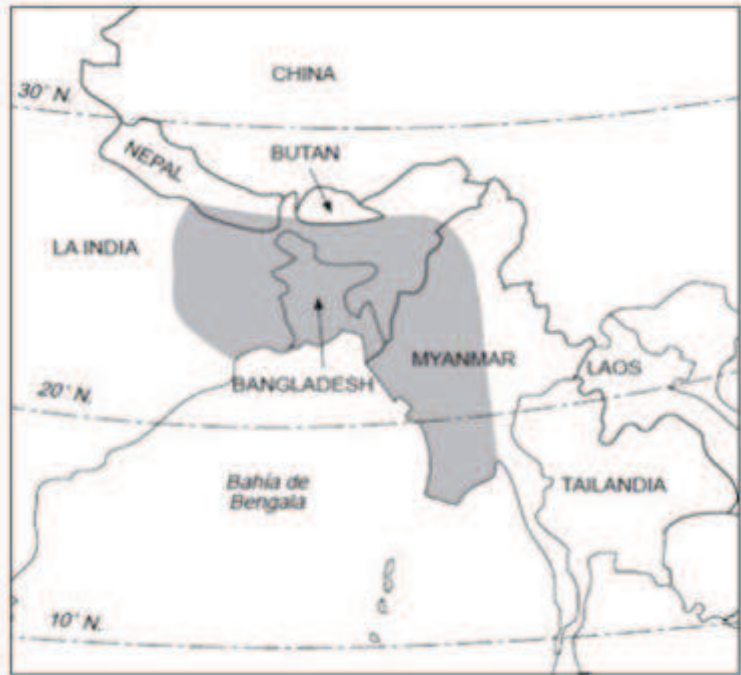 CHINA
30° N.
NEPAL
BUTAN
LA INDIA
MYANMAR
LAOS
BANGLADESH
20° N.
Bahía de
Bengala
TAILANDIA
10° N.